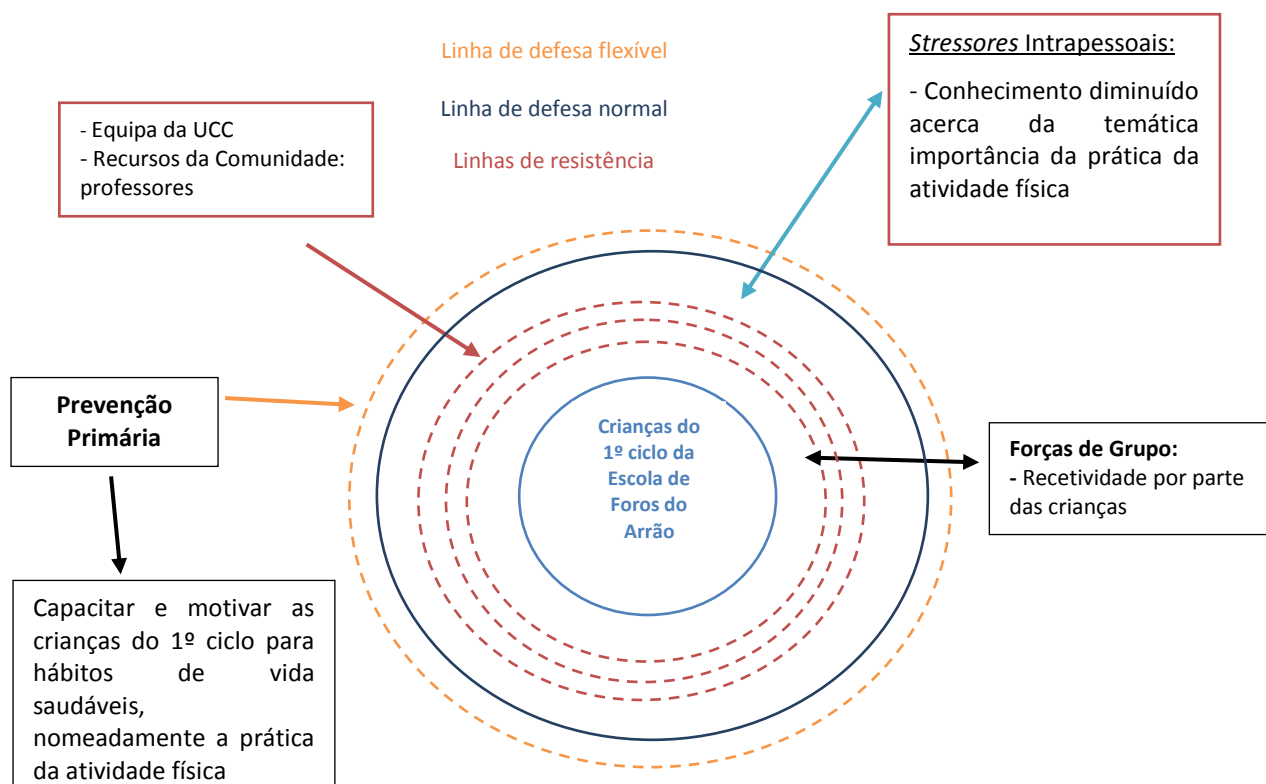 Linha de defesa flexível
Linha de defesa normal
Linhas de resistência
- Equipa da UCC
- Recursos da Comunidade:
professores
Stressores Intrapessoais:
- Conhecimento diminuído
acerca da temática
importância da prática da
atividade física
Prevenção
Primária
Crianças do
1º ciclo da
Escola de
Foros do
Arrão
Forças de Grupo:
- Recetividade por parte
das crianças
Capacitar e motivar as
crianças do 1º ciclo para
hábitos de vida
saudáveis,
nomeadamente a prática
da atividade física